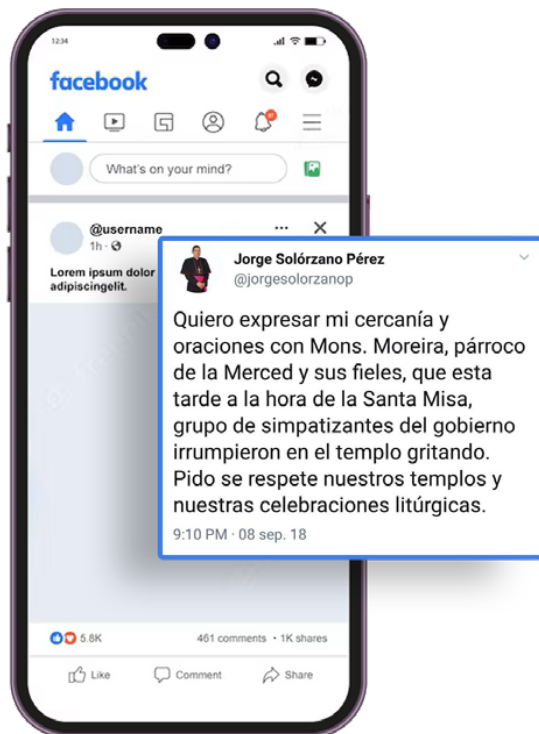 12:34
facebook
What's on your mind?
@username
1h
Lorem ipsum dolor
adipiscingelit.
Jorge Solórzano Pérez
@jorgesolorzanop
Quiero expresar mi cercanía y
oraciones con Mons. Moreira, párroco
de la Merced y sus fieles, que esta
tarde a la hora de la Santa Misa,
grupo de simpatizantes del gobierno
irrumpieron en el templo gritando.
Pido se respete nuestros templos y
nuestras celebraciones litúrgicas.
9:10 PM · 08 sep. 18
5.8K 461 comments • 1K shares
Like Comment Share